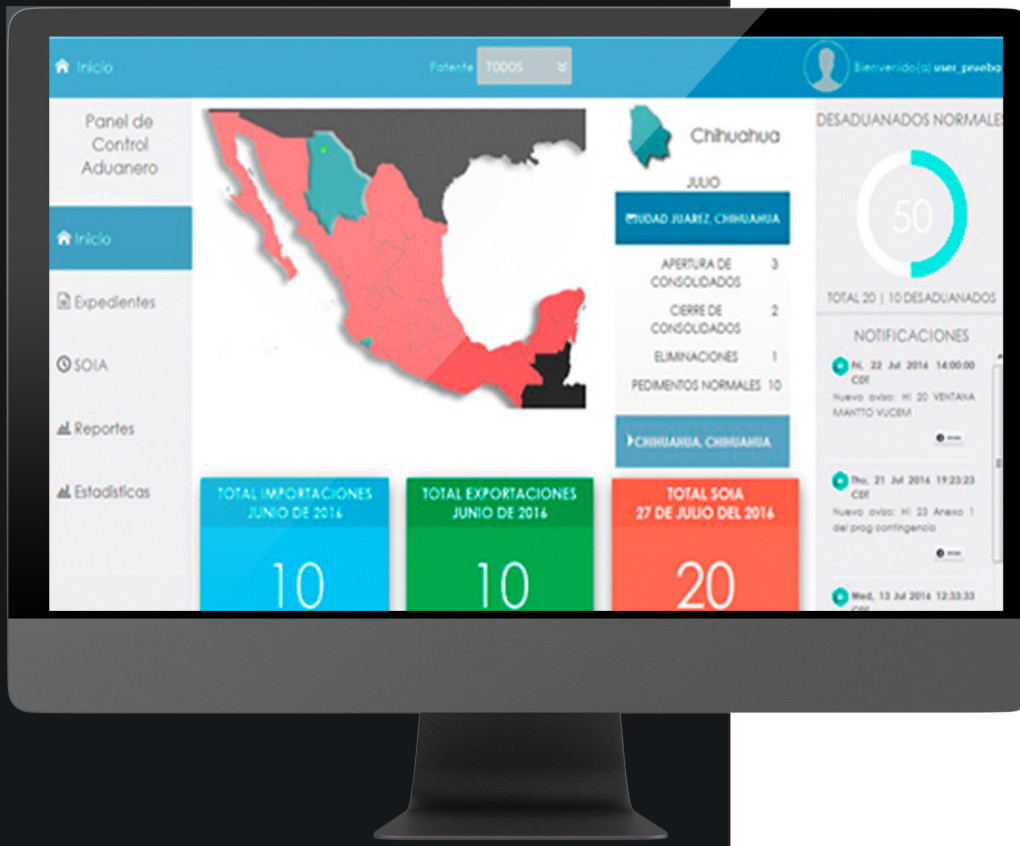 Inicio
Patente TODOS
Bienvenido(a) user_prueba
Panel de
Control
Aduanero
Inicio
Expedientes
SOIA
Reportes
Estadísticas
Chihuahua
JULIO
CIUDAD JUAREZ, CHIHUAHUA
APERTURA DE 3
CONSOLIDADOS
CIERRE DE 2
CONSOLIDADOS
ELIMINACIONES 1
PEDIMENTOS NORMALES 10
CHIHUAHUA, CHIHUAHUA
TOTAL IMPORTACIONES
JUNIO DE 2016
10
TOTAL EXPORTACIONES
JUNIO DE 2016
10
TOTAL SOIA
27 DE JULIO DEL 2016
20
DESADUANADOS NORMALES
50
TOTAL 20 | 10 DESADUANADOS
NOTIFICACIONES
Fri, 22 Jul 2016 14:00:00
CDT
Nuevo aviso: HI 20 VENTANA
MANTTO VUCEM
Thu, 21 Jul 2016 19:23:23
CDT
Nuevo aviso: HI 23 Anexo 1
del prog contingencia
Wed, 13 Jul 2016 12:33:33